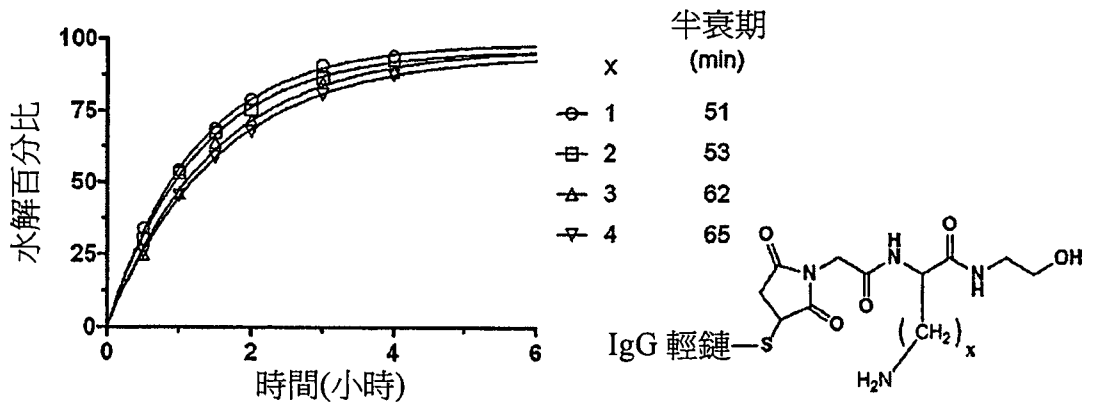 100
75
50
25
0
水解百分比
0
2
4
6
時間(小時)
半衰期
x (min)
1 51
2 53
3 62
4 65
O
N
O
O
H
N
O
N
H
OH
(CH₂)x
H₂N
S
IgG 輕鏈